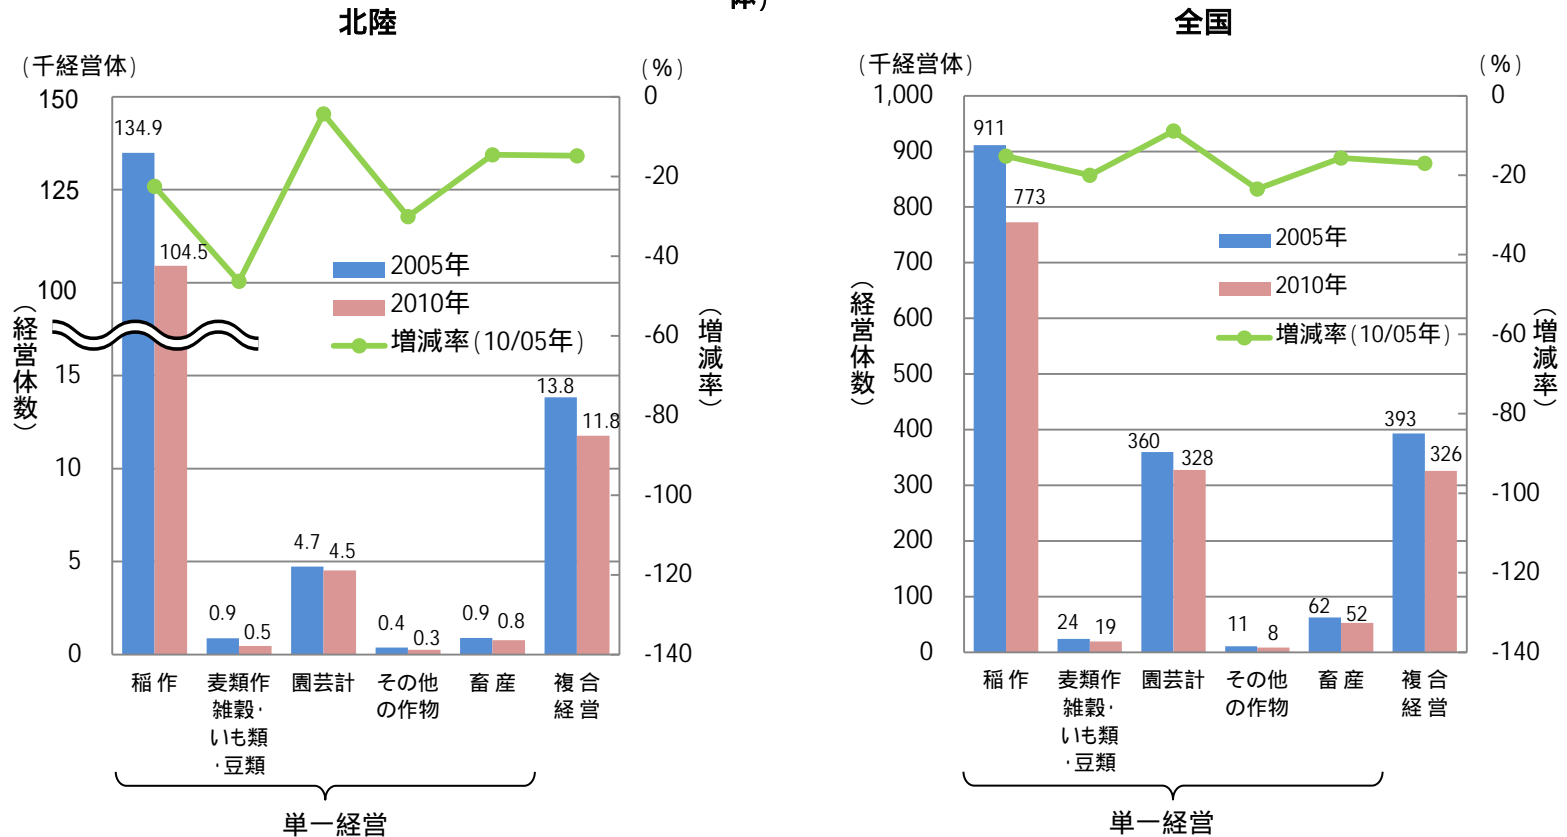 体)
北陸
(千経営体)
(%)
150
125
100
15
10
5
0
0
-20
-40
-60
-80
-100
-120
-140
(経営体数)
(増減率)
134.9
104.5
0.9
0.5
4.7
4.5
0.4
0.3
0.9
0.8
13.8
11.8
2005年
2010年
増減率(10/05年)
稲 作
麦類作
雑穀・
いも類
・豆類
園芸計
その他
の作物
畜 産
複 合
経 営
単一経営
全国
(千経営体)
(%)
1,000
900
800
700
600
500
400
300
200
100
0
0
-20
-40
-60
-80
-100
-120
-140
(経営体数)
(増減率)
911
773
24
19
360
328
11
8
62
52
393
326
2005年
2010年
増減率(10/05年)
稲 作
麦類作
雑穀・
いも類
・豆類
園芸計
その他
の作物
畜 産
複 合
経 営
単一経営